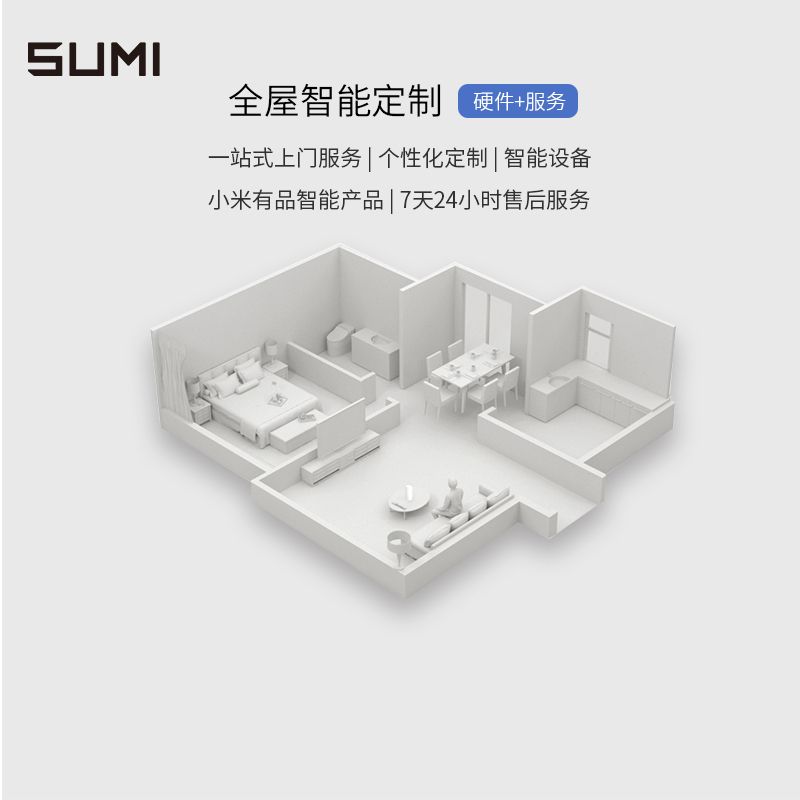 SUMI
全屋智能定制 硬件+服务
一站式上门服务 | 个性化定制 | 智能设备
小米有品智能产品 | 7天24小时售后服务